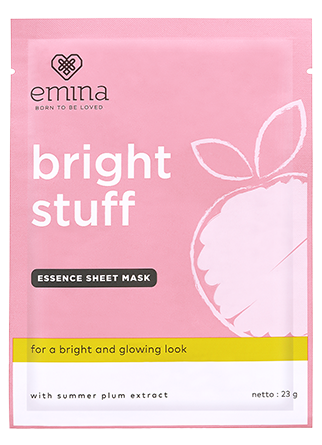 emina
BORN TO BE LOVED
bright
stuff
ESSENCE SHEET MASK
for a bright and glowing look
with summer plum extract
netto : 23 g